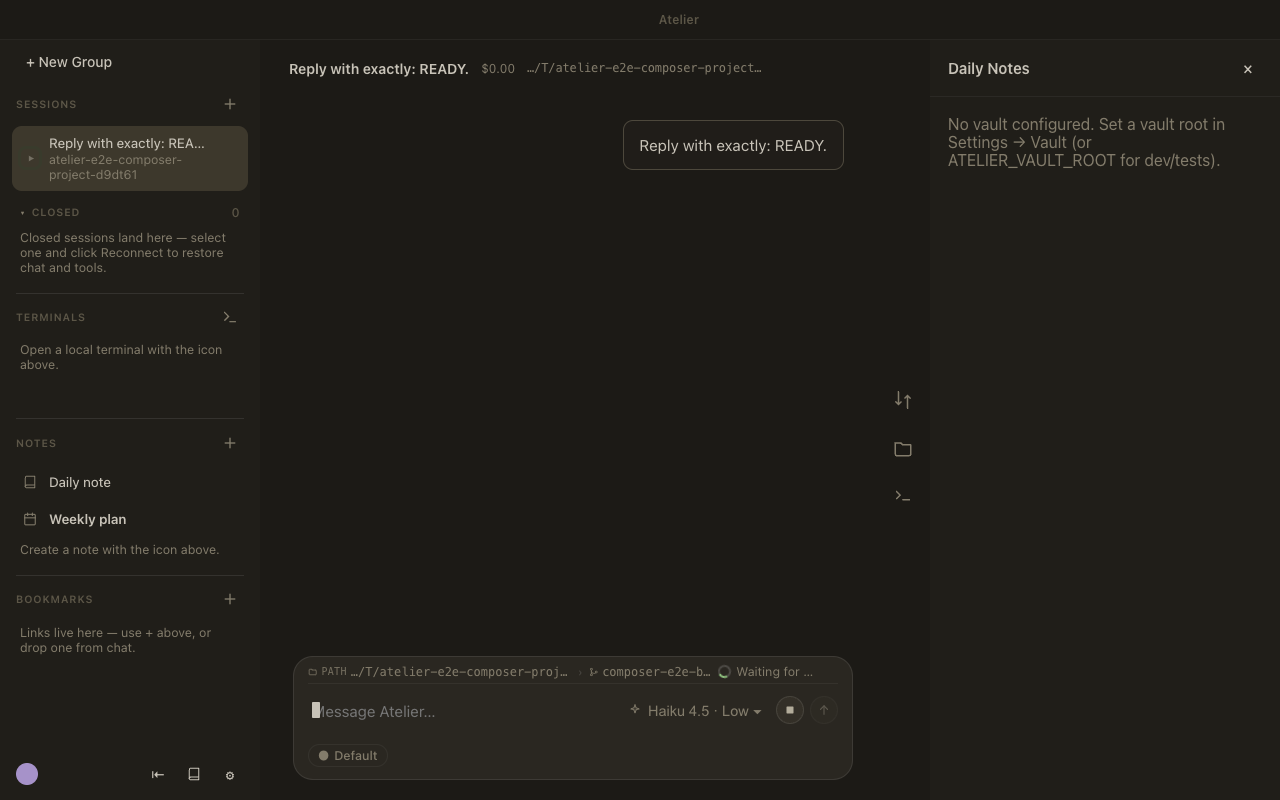 Atelier
+ New Group
SESSIONS
Reply with exactly: REA...
atelier-e2e-composer-
project-d9dt61
CLOSED 0
Closed sessions land here — select
one and click Reconnect to restore
chat and tools.
TERMINALS
Open a local terminal with the icon
above.
NOTES
Daily note
Weekly plan
Create a note with the icon above.
BOOKMARKS
Links live here — use + above, or
drop one from chat.
Reply with exactly: READY. $0.00 …/T/atelier-e2e-composer-project…
Reply with exactly: READY.
PATH …/T/atelier-e2e-composer-proj… › composer-e2e-b… Waiting for ...
Message Atelier...
Haiku 4.5 · Low
Default
Daily Notes ×
No vault configured. Set a vault root in
Settings → Vault (or
ATELIER_VAULT_ROOT for dev/tests).